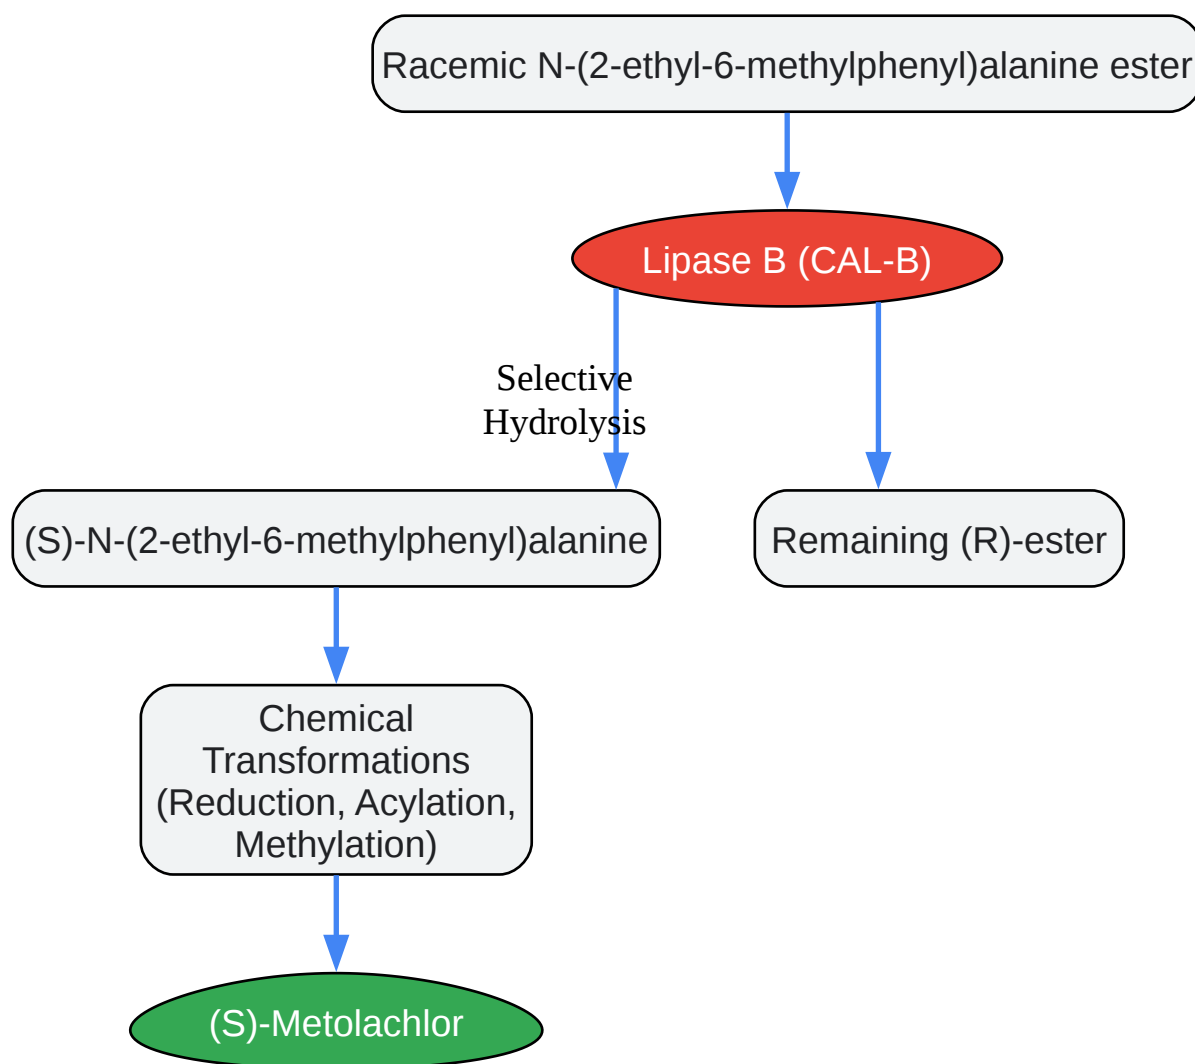 Racemic N-(2-ethyl-6-methylphenyl)alanine ester
Lipase B (CAL-B)
Selective
Hydrolysis
(S)-N-(2-ethyl-6-methylphenyl)alanine
Remaining (R)-ester
Chemical
Transformations
(Reduction, Acylation,
Methylation)
(S)-Metolachlor